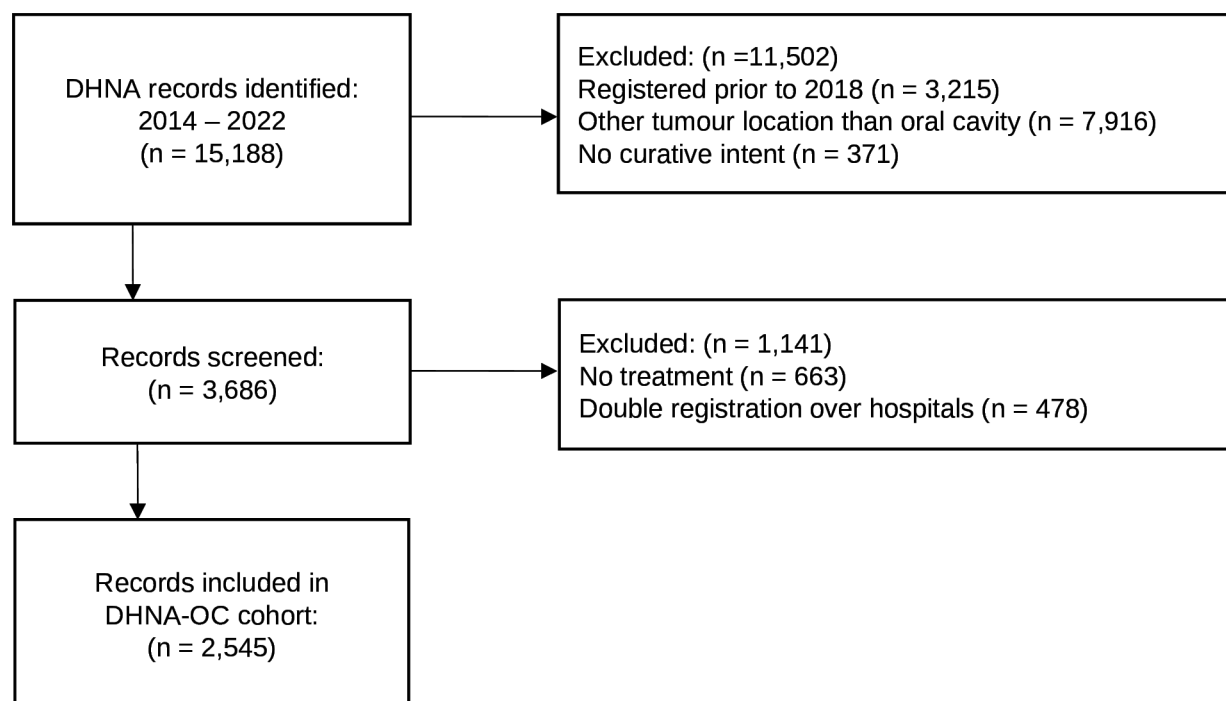 DHNA records identified:
2014 – 2022
(n = 15,188)
Excluded: (n =11,502)
Registered prior to 2018 (n = 3,215)
Other tumour location than oral cavity (n = 7,916)
No curative intent (n = 371)
Records screened:
(n = 3,686)
Excluded: (n = 1,141)
No treatment (n = 663)
Double registration over hospitals (n = 478)
Records included in
DHNA-OC cohort:
(n = 2,545)